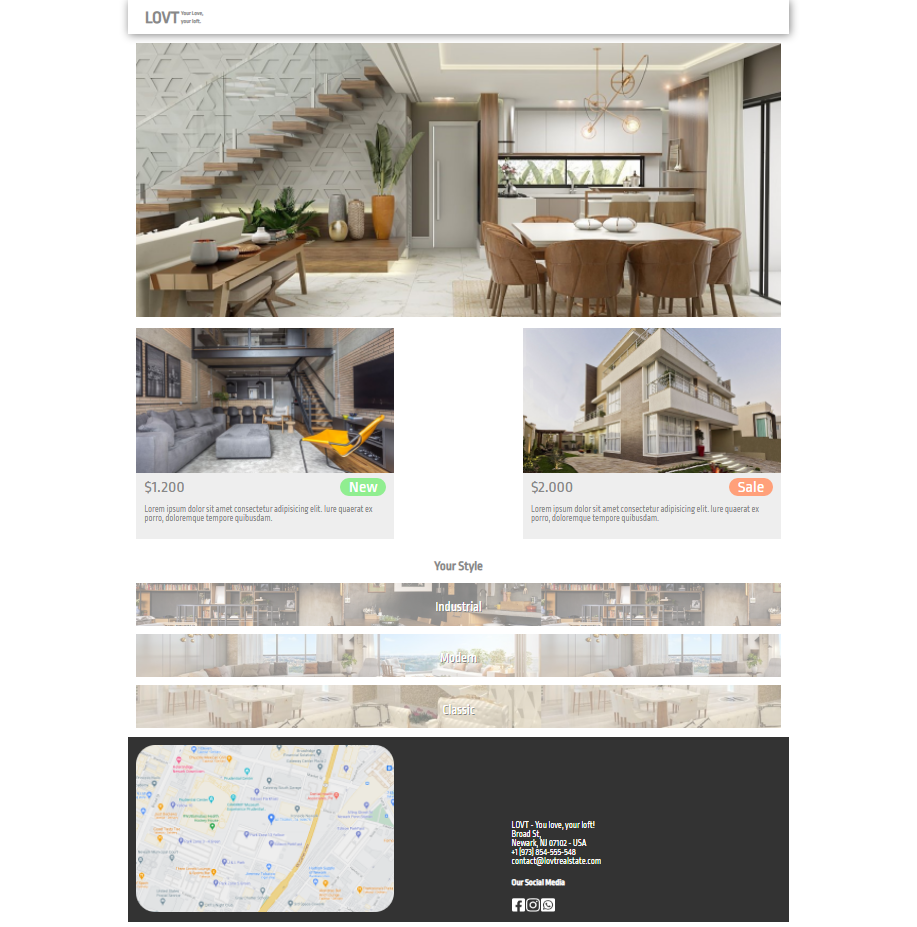 LOVT Your Love,
your loft.
$1.200 New
Lorem ipsum dolor sit amet consectetur adipisicing elit. Iure quaerat ex
porro, doloremque tempore quibusdam.
$2.000 Sale
Lorem ipsum dolor sit amet consectetur adipisicing elit. Iure quaerat ex
porro, doloremque tempore quibusdam.
Your Style
Industrial
Modern
Classic
LOVT - You love, your loft!
Broad St,
Newark, NJ 07102 - USA
+1 (973) 854-555-548
contact@lovtrealstate.com
Our Social Media